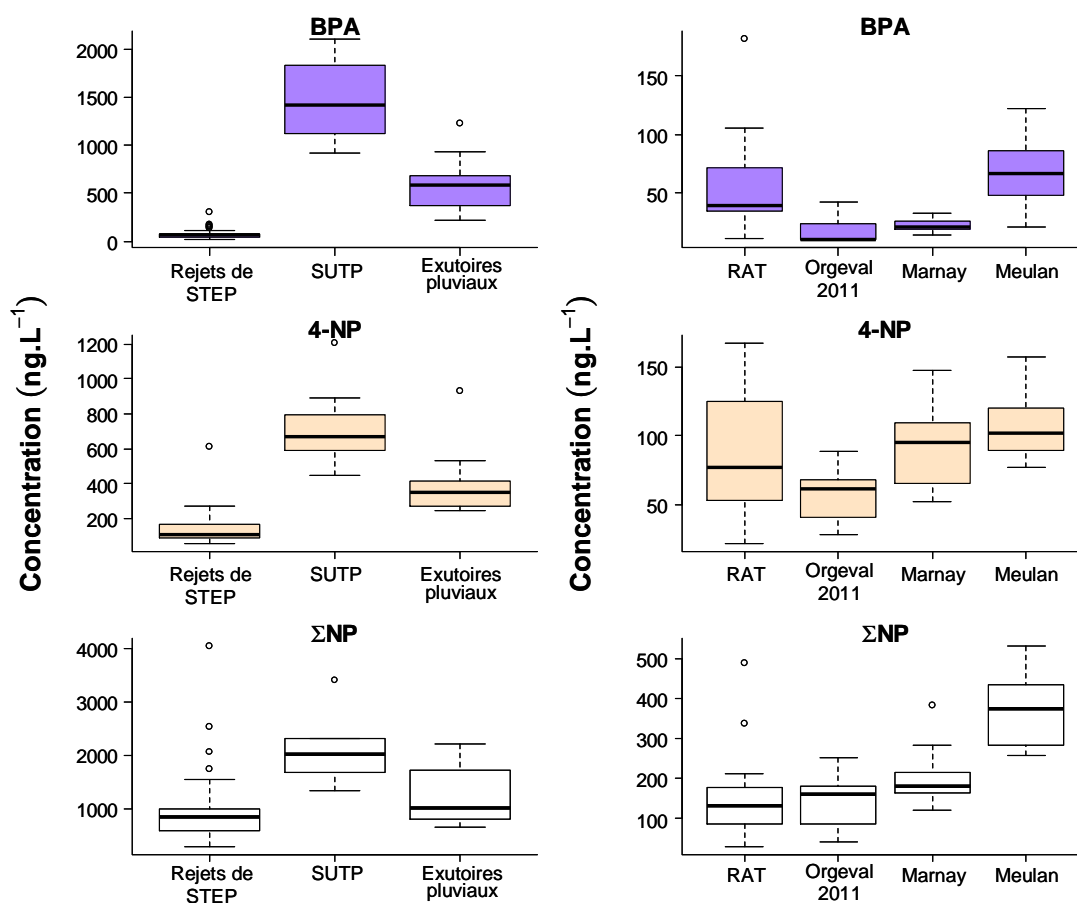 BPA
2000
1500
1000
500
0
Rejets de
STEP
SUTP
Exutoires
pluviaux
BPA
150
100
50
RAT
Orgeval
2011
Marnay
Meulan
Concentration (ng.L⁻¹)
4-NP
1200
1000
800
600
400
200
Rejets de
STEP
SUTP
Exutoires
pluviaux
Concentration (ng.L⁻¹)
4-NP
150
100
50
RAT
Orgeval
2011
Marnay
Meulan
ΣNP
4000
3000
2000
1000
Rejets de
STEP
SUTP
Exutoires
pluviaux
ΣNP
500
400
300
200
100
RAT
Orgeval
2011
Marnay
Meulan